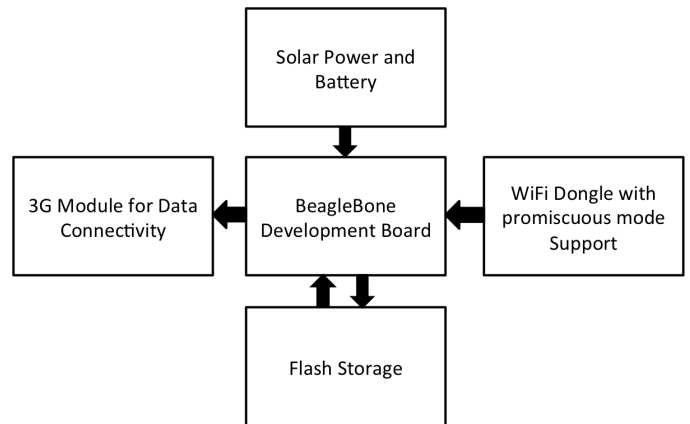 Solar Power and
Battery
3G Module for Data
Connectivity
BeagleBone
Development Board
WiFi Dongle with
promiscuous mode
Support
Flash Storage